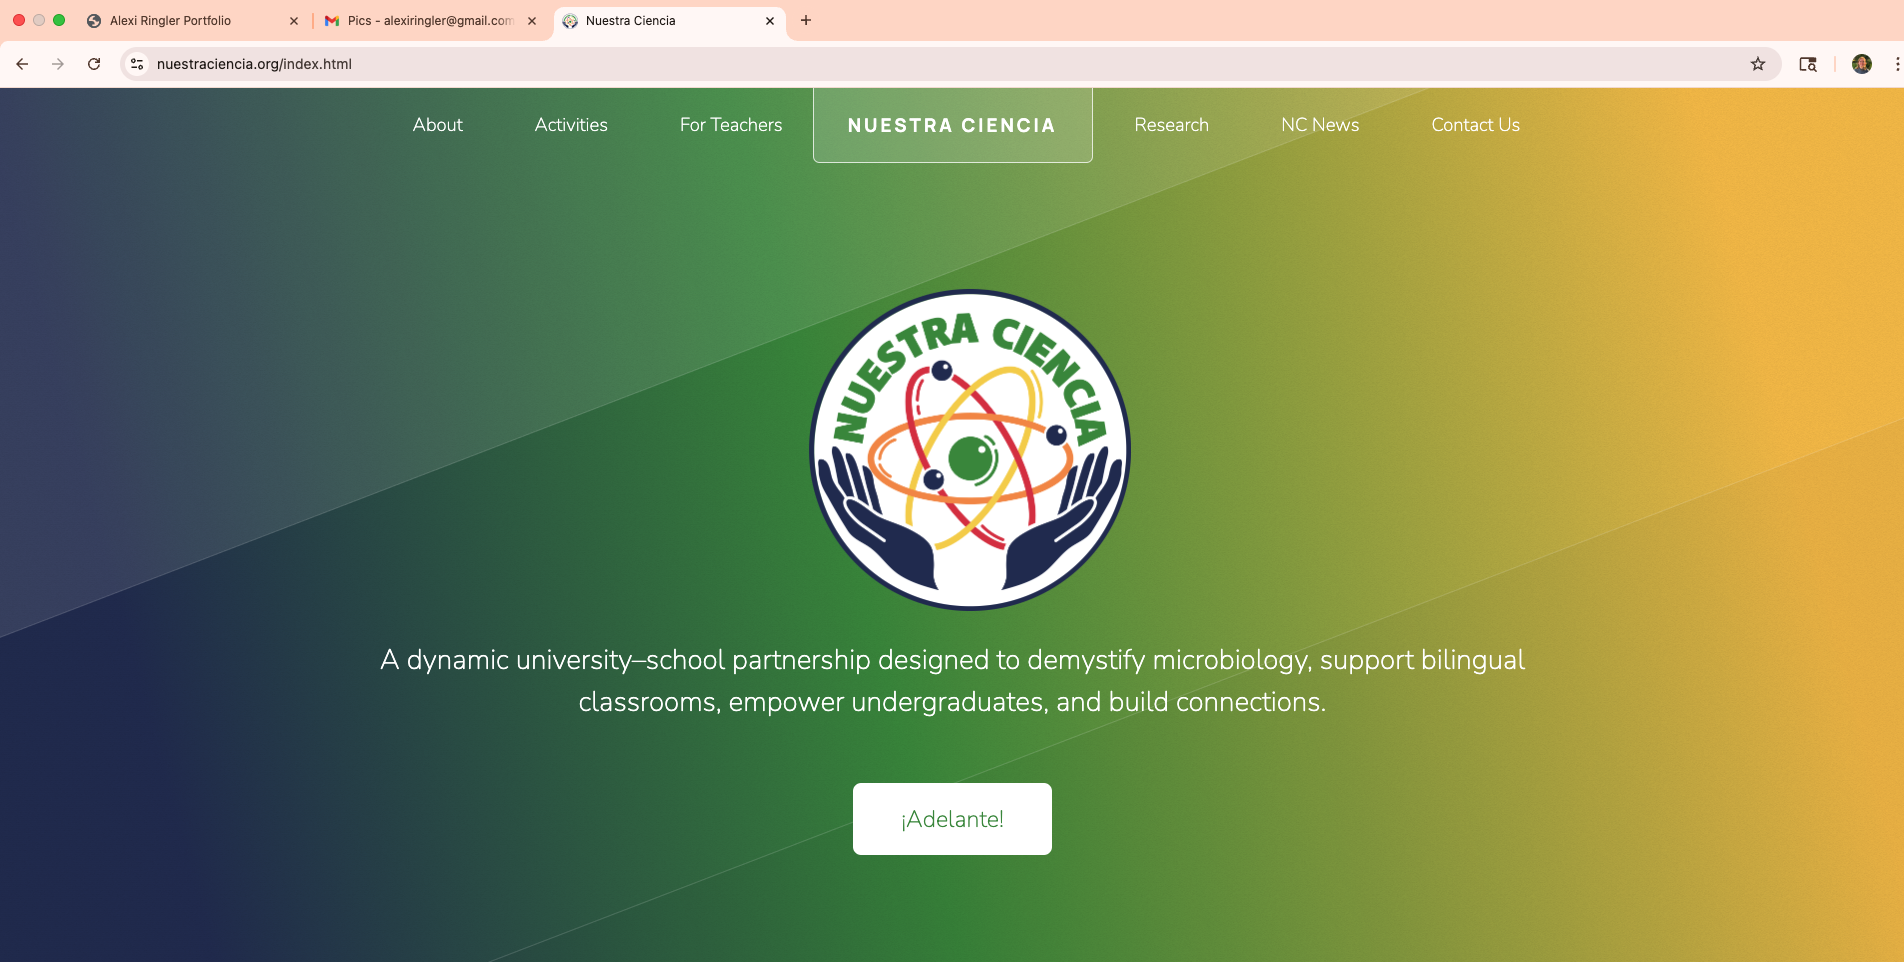 Alexi Ringler Portfolio
Pics - alexiringler@gmail.com
Nuestra Ciencia
nuestraciencia.org/index.html
About
Activities
For Teachers
NUESTRA CIENCIA
Research
NC News
Contact Us
NUESTRA CIENCIA
A dynamic university–school partnership designed to demystify microbiology, support bilingual
classrooms, empower undergraduates, and build connections.
¡Adelante!